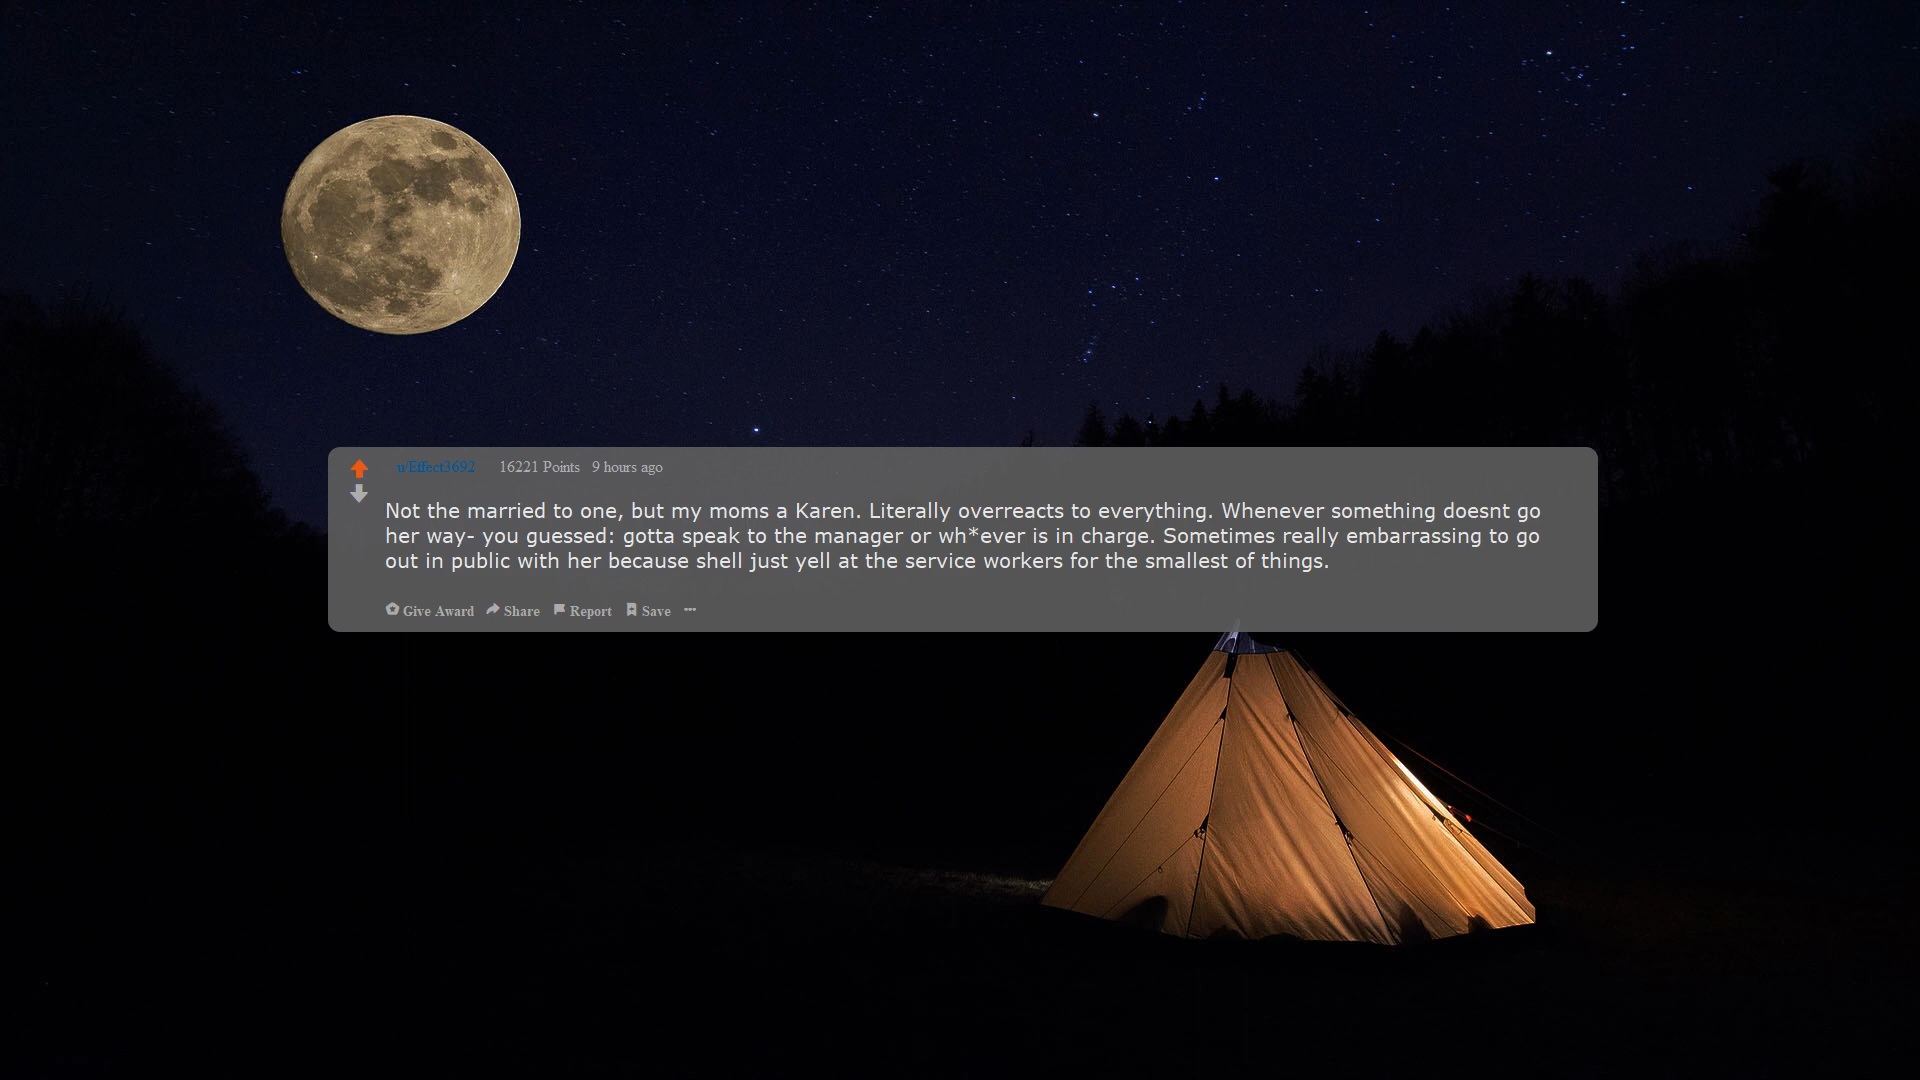 u/Effect3692 16221 Points 9 hours ago
Not the married to one, but my moms a Karen. Literally overreacts to everything. Whenever something doesnt go
her way- you guessed: gotta speak to the manager or wh*ever is in charge. Sometimes really embarrassing to go
out in public with her because shell just yell at the service workers for the smallest of things.
Give Award Share Report Save ···